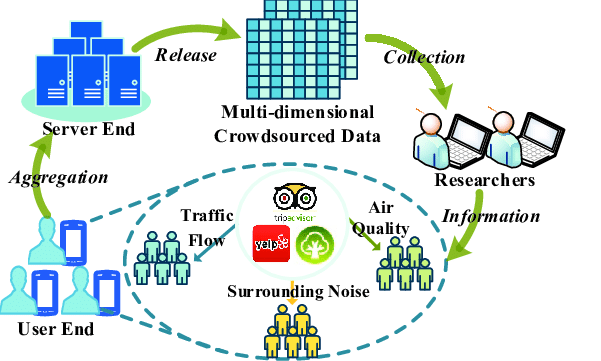 Release
Collection
Server End
Multi-dimensional
Crowdsourced Data
Aggregation
Researchers
Information
Traffic
Flow
tripadvisor
yelp
Air
Quality
Surrounding Noise
User End